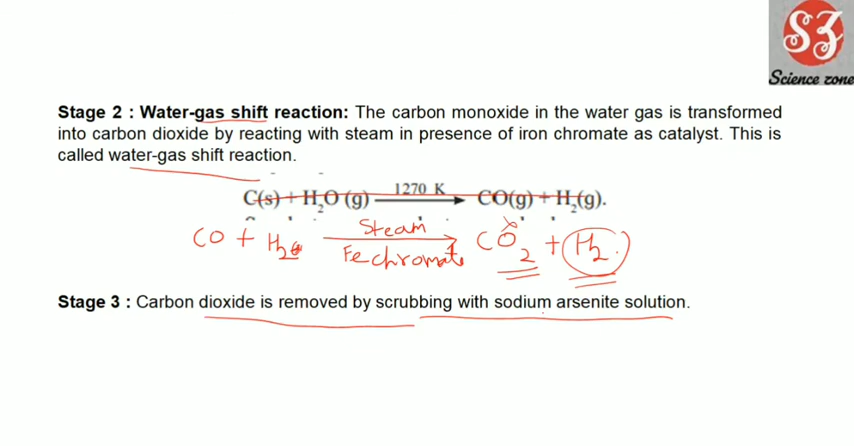 SZ
Science zone
Stage 2 : Water-gas shift reaction: The carbon monoxide in the water gas is transformed
into carbon dioxide by reacting with steam in presence of iron chromate as catalyst. This is
called water-gas shift reaction.
C(s) + H₂O (g) 1270 K → CO(g) + H₂(g).
CO + H₂O Steam → Fe chromate CO₂ + H₂.
Stage 3 : Carbon dioxide is removed by scrubbing with sodium arsenite solution.